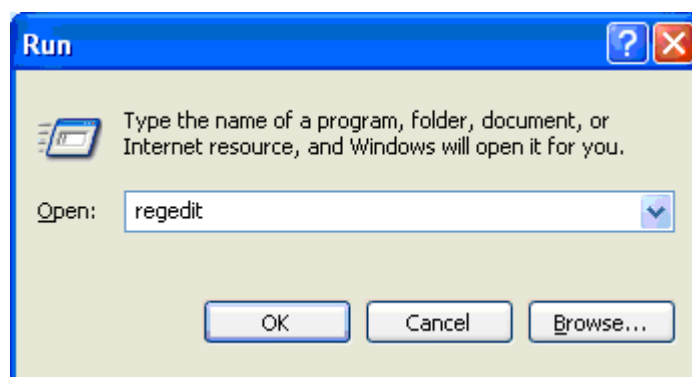 Run
Type the name of a program, folder, document, or
Internet resource, and Windows will open it for you.
Open: regedit
OK Cancel Browse...